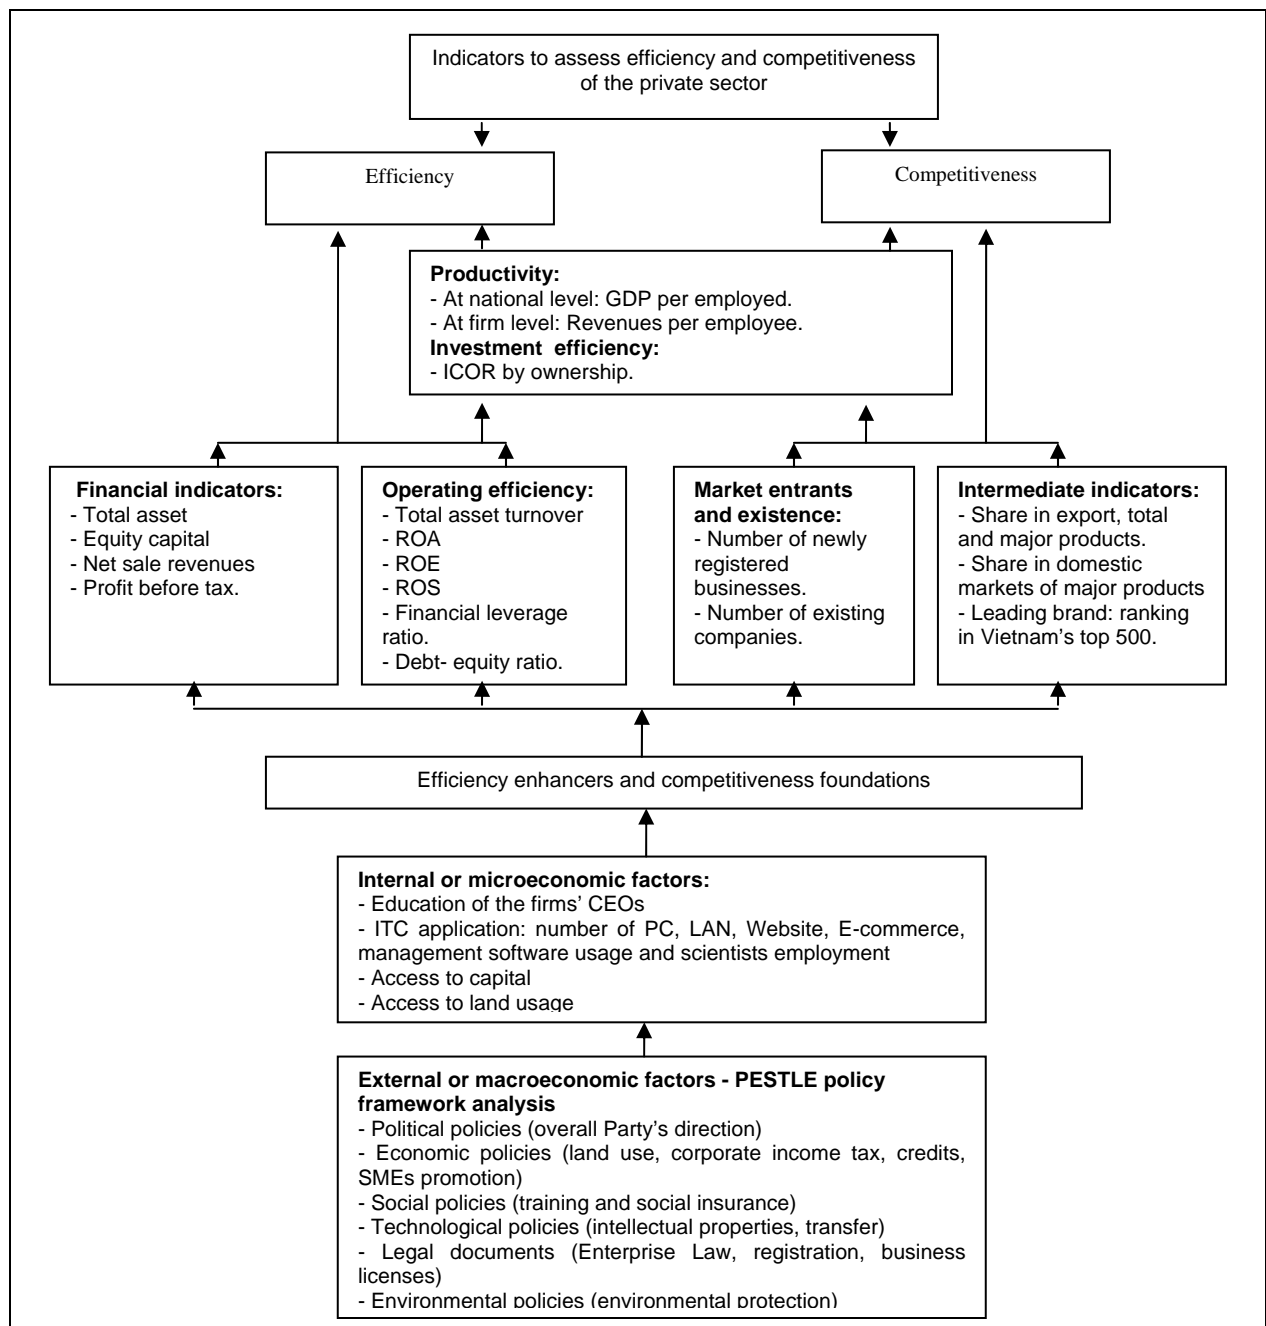 Indicators to assess efficiency and competitiveness
of the private sector
Efficiency
Competitiveness
Productivity:
- At national level: GDP per employed.
- At firm level: Revenues per employee.
Investment efficiency:
- ICOR by ownership.
Financial indicators:
- Total asset
- Equity capital
- Net sale revenues
- Profit before tax.
Operating efficiency:
- Total asset turnover
- ROA
- ROE
- ROS
- Financial leverage
ratio.
- Debt- equity ratio.
Market entrants
and existence:
- Number of newly
registered
businesses.
- Number of existing
companies.
Intermediate indicators:
- Share in export, total
and major products.
- Share in domestic
markets of major products
- Leading brand: ranking
in Vietnam's top 500.
Efficiency enhancers and competitiveness foundations
Internal or microeconomic factors:
- Education of the firms' CEOs
- ITC application: number of PC, LAN, Website, E-commerce,
management software usage and scientists employment
- Access to capital
- Access to land usage
External or macroeconomic factors - PESTLE policy
framework analysis
- Political policies (overall Party's direction)
- Economic policies (land use, corporate income tax, credits,
SMEs promotion)
- Social policies (training and social insurance)
- Technological policies (intellectual properties, transfer)
- Legal documents (Enterprise Law, registration, business
licenses)
- Environmental policies (environmental protection)